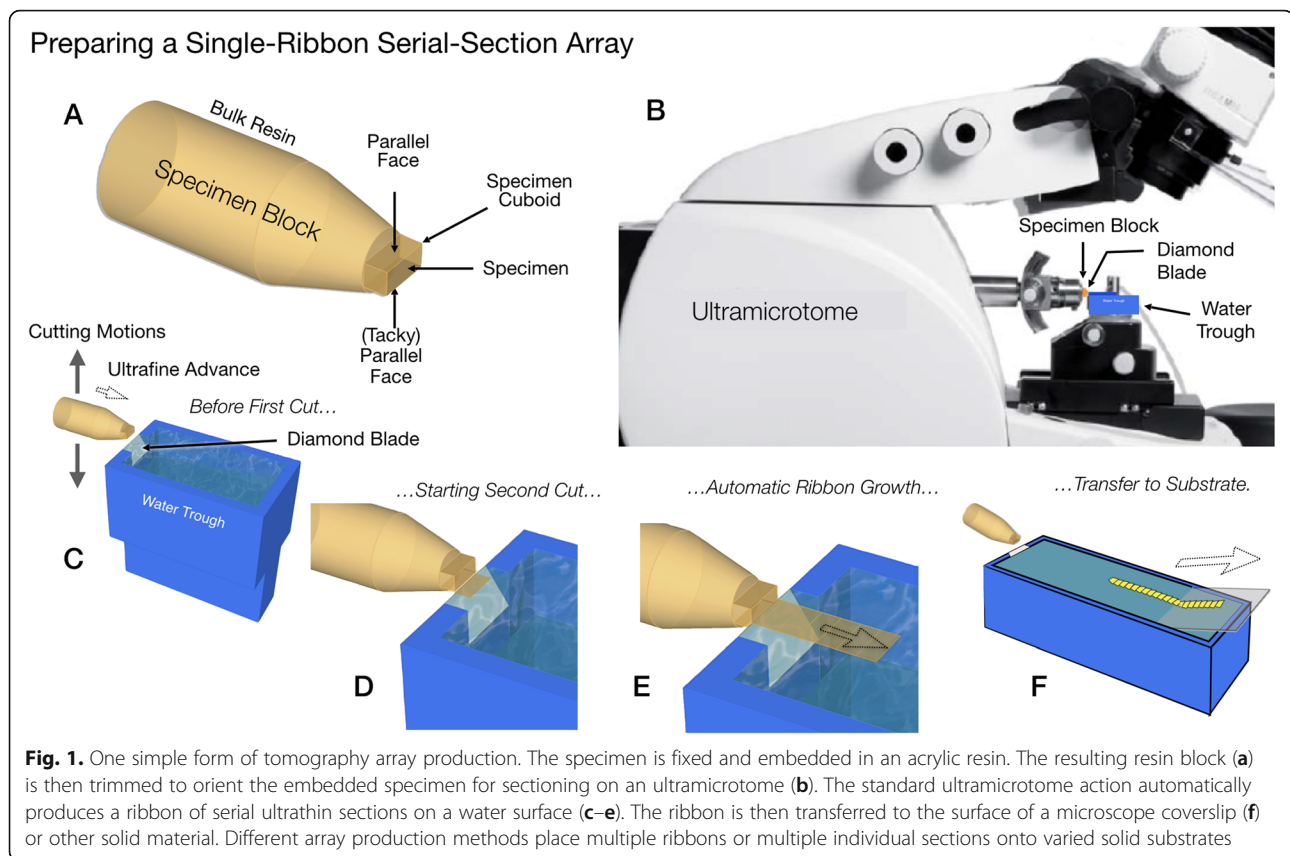 Preparing a Single-Ribbon Serial-Section Array
A
Bulk Resin
Specimen Block
Parallel
Face
Specimen
Cuboid
Specimen
(Tacky)
Parallel
Face
B
Specimen Block
Diamond
Blade
Water
Trough
Water Trough
Ultramicrotome
Cutting Motions
Ultrafine Advance
Before First Cut...
Diamond Blade
Water Trough
C
...Starting Second Cut...
D
...Automatic Ribbon Growth...
E
...Transfer to Substrate.
F
Fig. 1. One simple form of tomography array production. The specimen is fixed and embedded in an acrylic resin. The resulting resin block (a)
is then trimmed to orient the embedded specimen for sectioning on an ultramicrotome (b). The standard ultramicrotome action automatically
produces a ribbon of serial ultrathin sections on a water surface (c–e). The ribbon is then transferred to the surface of a microscope coverslip (f)
or other solid material. Different array production methods place multiple ribbons or multiple individual sections onto varied solid substrates